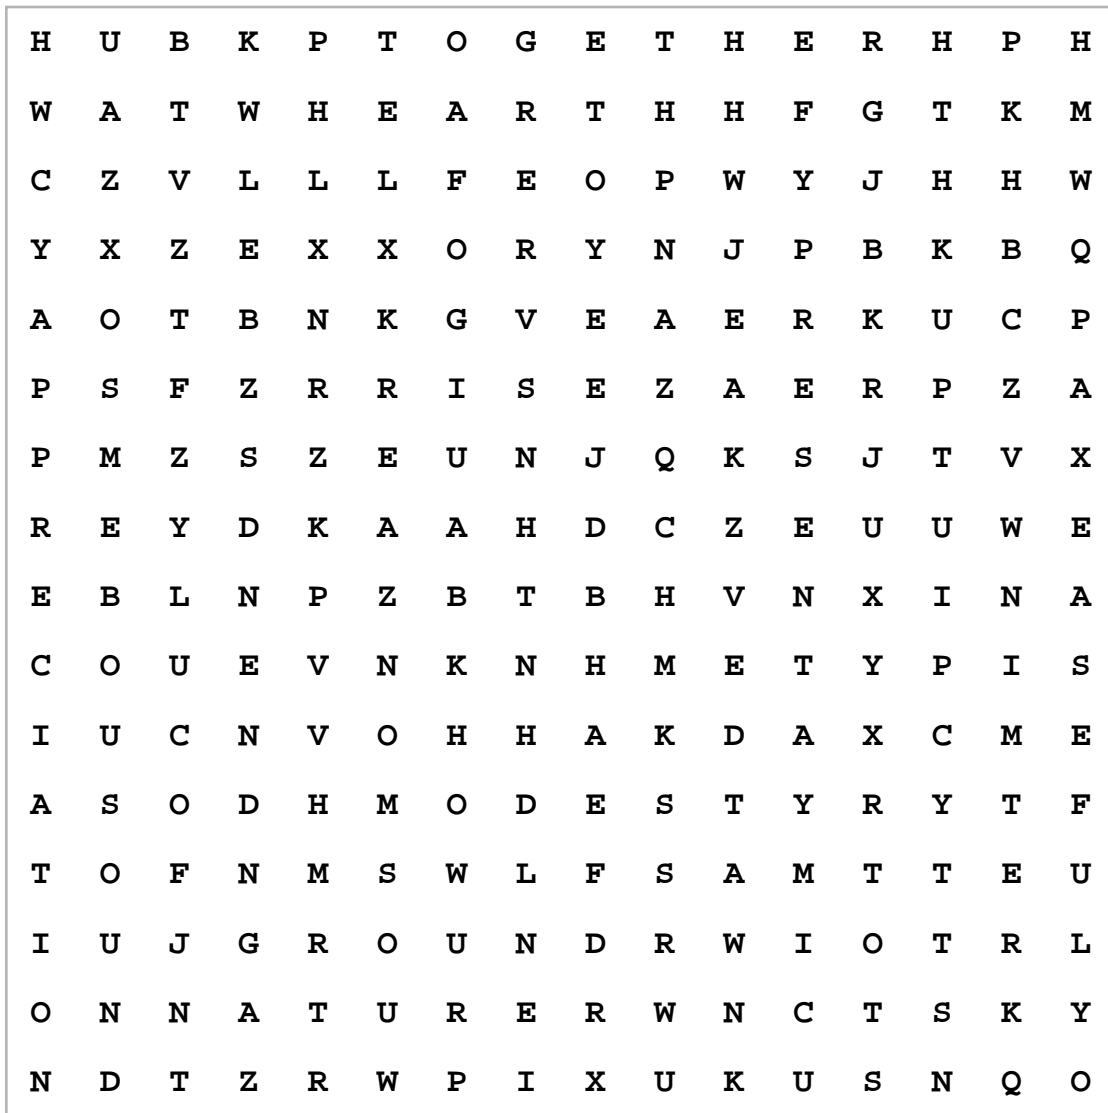 H U B K P T O G E T H E R H P H
W A T W H E A R T H H F G T K M
C Z V L L L F E O P W Y J H H W
Y X Z E X X O R Y N J P B K B Q
A O T B N K G V E A E R K U C P
P S F Z R R I S E Z A E R P Z A
P M Z S Z E U N J Q K S J T V X
R E Y D K A A H D C Z E U U W E
E B L N P Z B T B H V N X I N A
C O U E V N K N H M E T Y P I S
I U C N V O H H A K D A X C M E
A S O D H M O D E S T Y R Y T F
T O F N M S W L F S A M T T E U
I U J G R O U N D R W I O T R L
O N N A T U R E R W N C T S K Y
N D T Z R W P I X U K U S N Q O